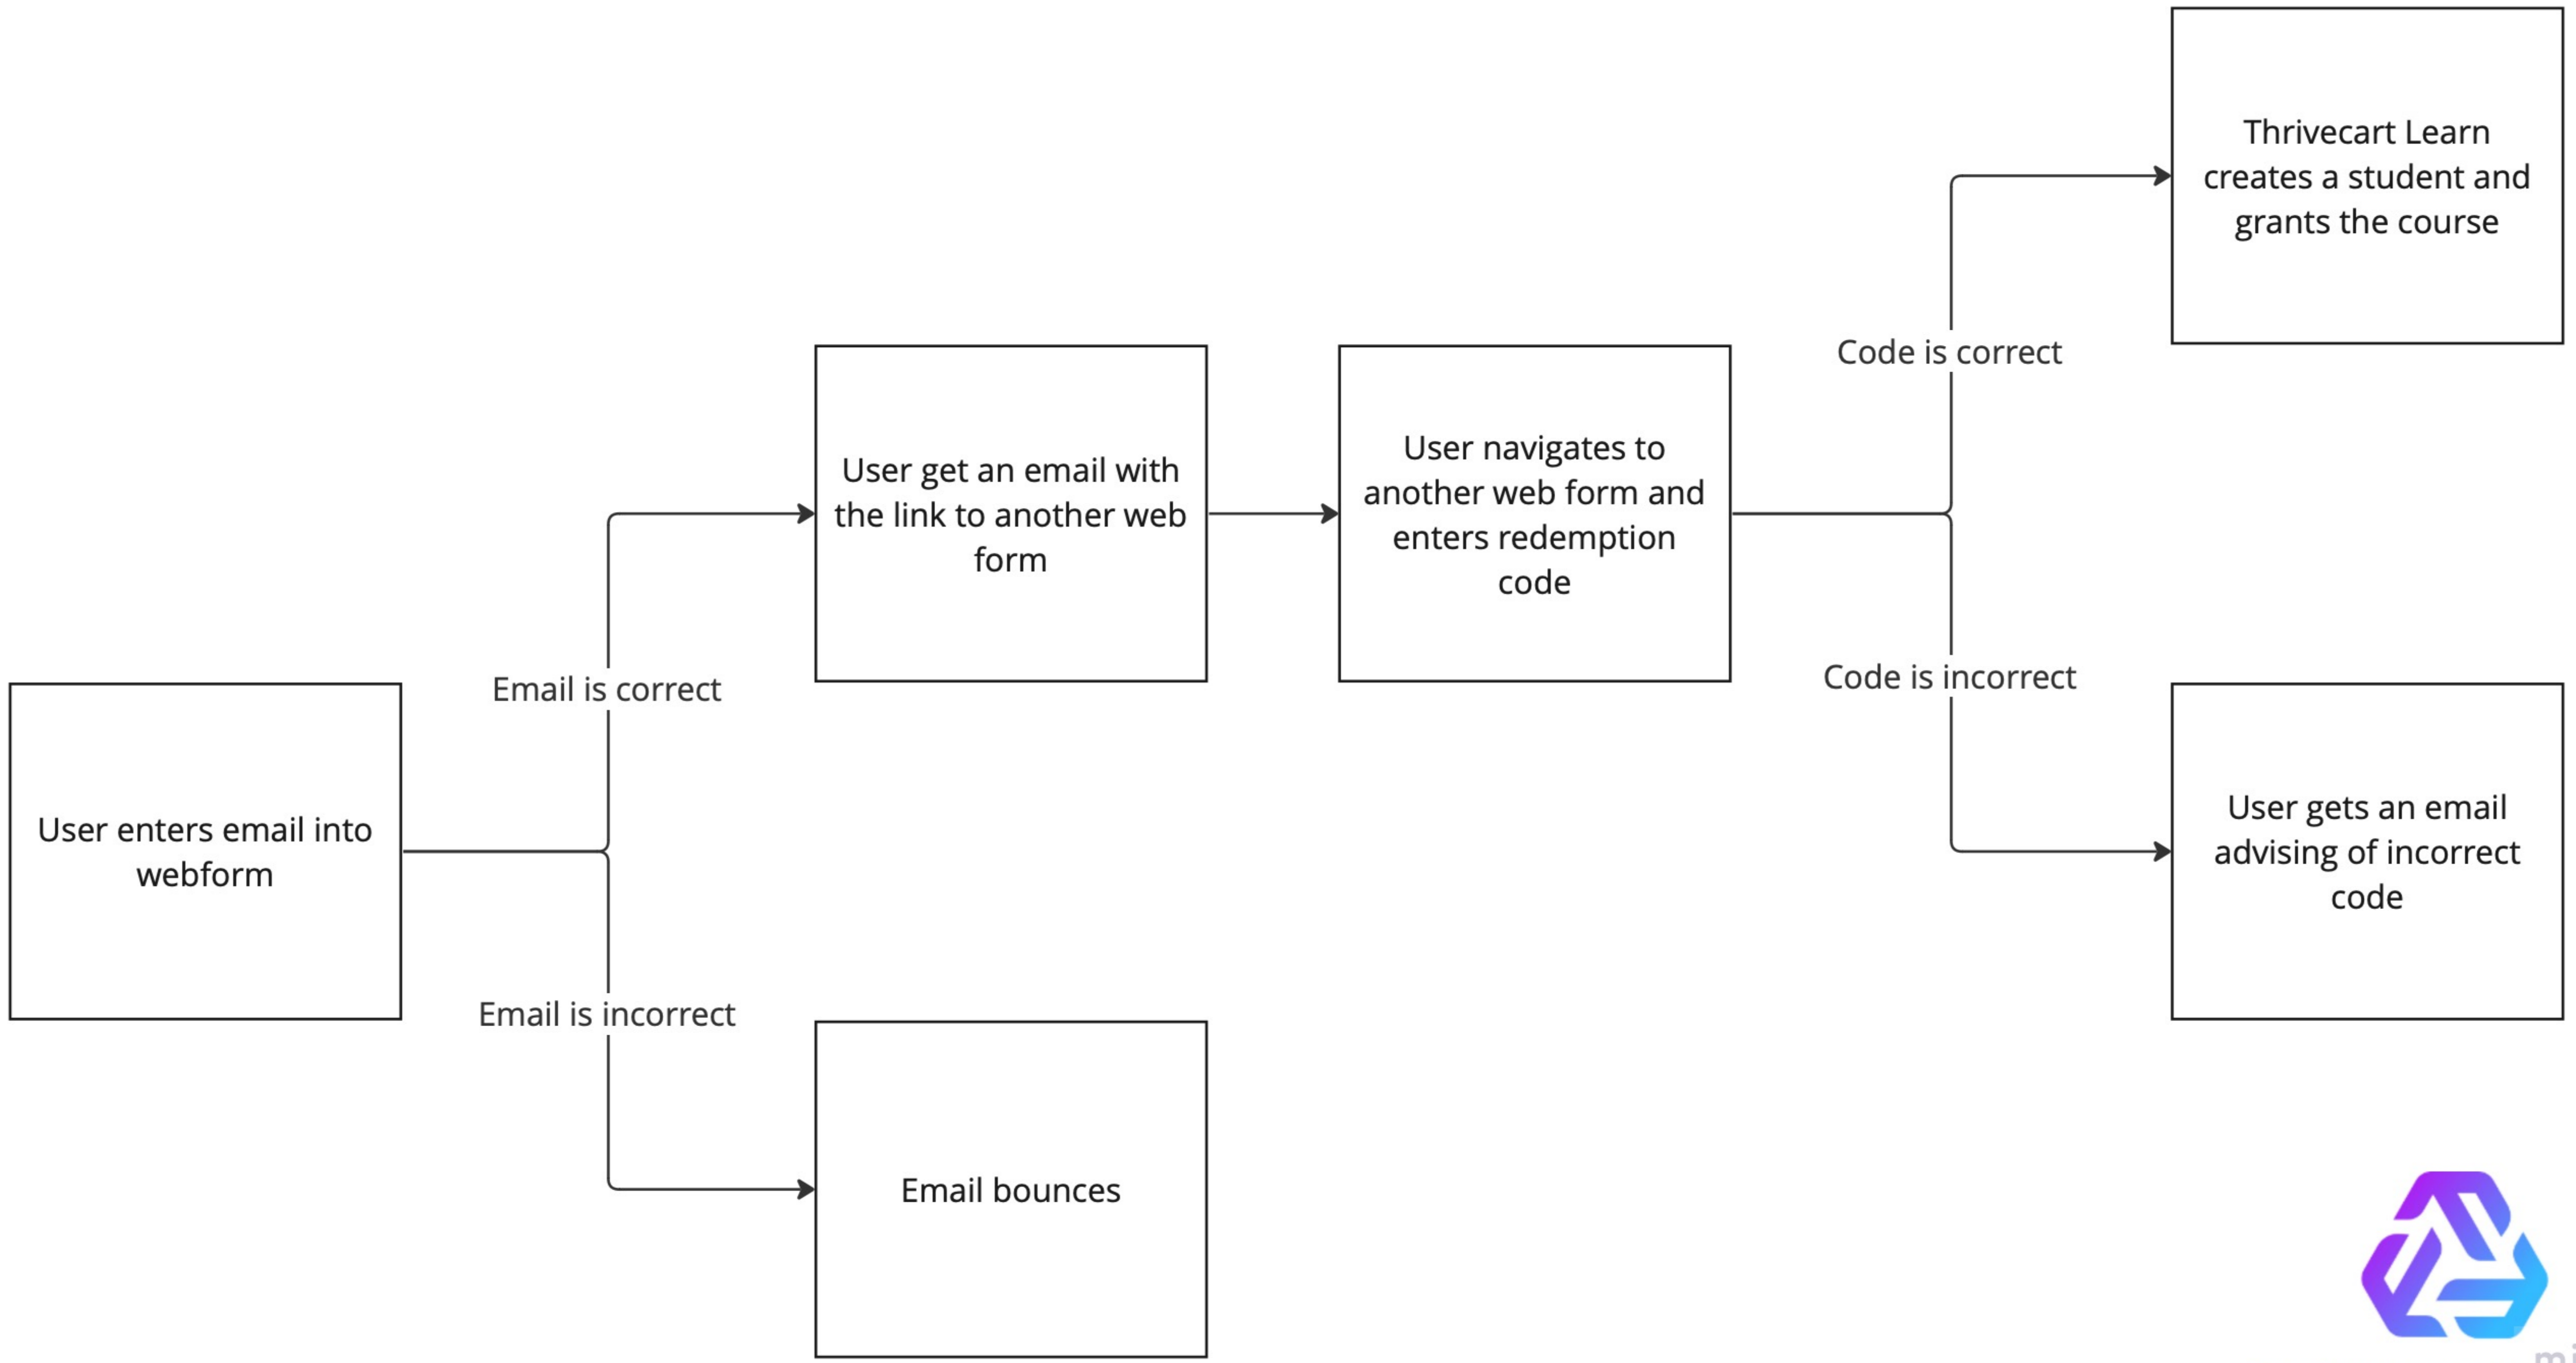 User enters email into
webform
Email is correct
Email is incorrect
User get an email with
the link to another web
form
Email bounces
User navigates to
another web form and
enters redemption
code
Code is correct
Code is incorrect
Thrivecart Learn
creates a student and
grants the course
User gets an email
advising of incorrect
code